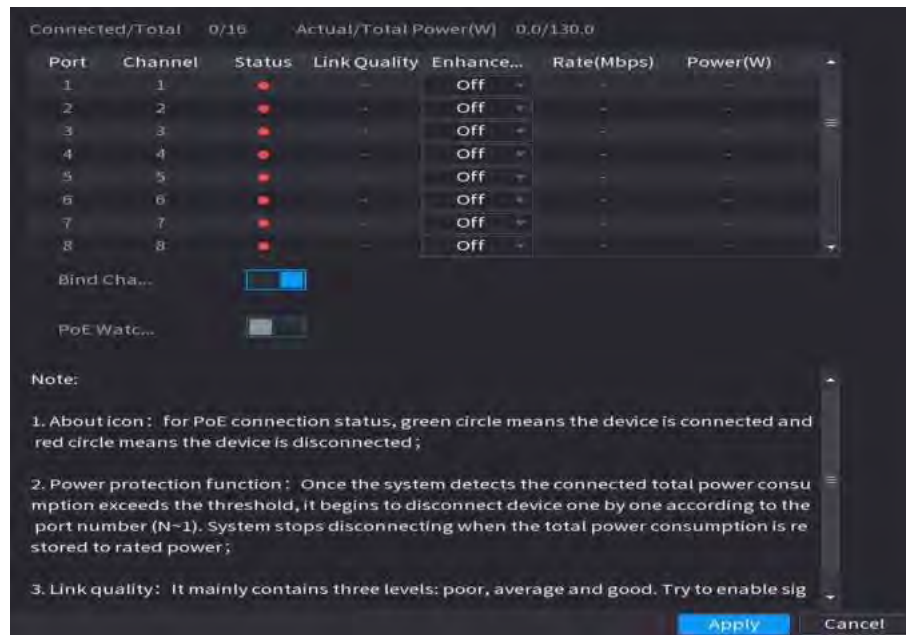 Connected/Total 0/16 Actual/Total Power(W) 0.0/130.0
Port Channel Status Link Quality Enhance... Rate(Mbps) Power(W)
1 1 - Off - -
2 2 - Off - -
3 3 - Off - -
4 4 - Off - -
5 5 - Off - -
6 6 - Off - -
7 7 - Off - -
8 8 - Off - -
Bind Cha...
PoE Watc...
Note:
1. About icon: for PoE connection status, green circle means the device is connected and
red circle means the device is disconnected;
2. Power protection function: Once the system detects the connected total power consu
mption exceeds the threshold, it begins to disconnect device one by one according to the
port number (N~1). System stops disconnecting when the total power consumption is re
stored to rated power;
3. Link quality: It mainly contains three levels: poor, average and good. Try to enable sig
Apply Cancel